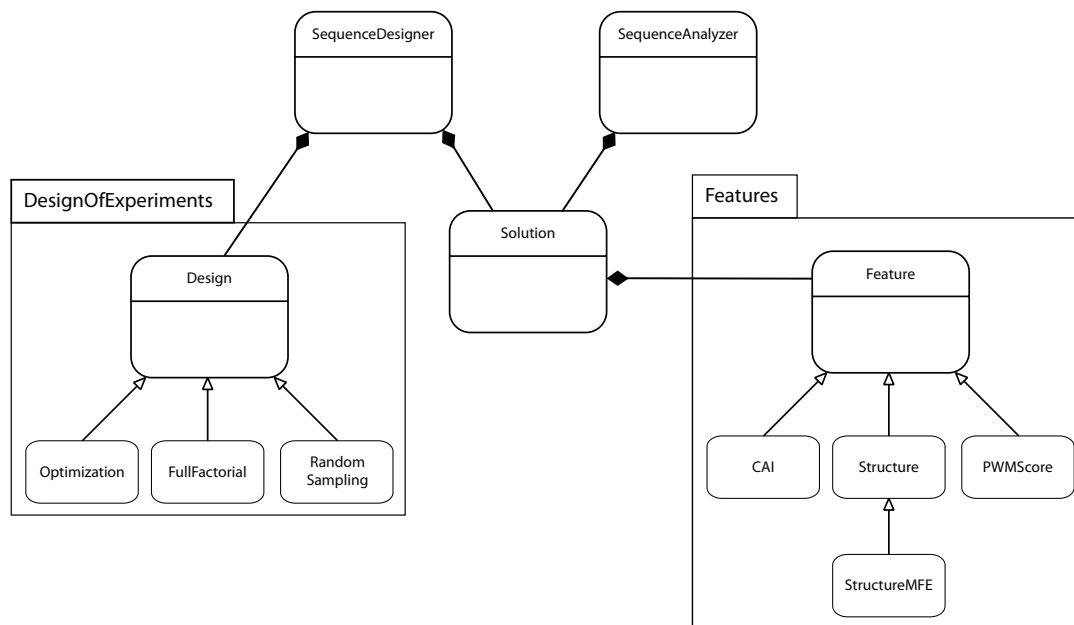 SequenceDesigner
SequenceAnalyzer
DesignOfExperiments
Features
Solution
Design
Feature
Optimization
FullFactorial
Random
Sampling
CAI
Structure
PWMScore
StructureMFE